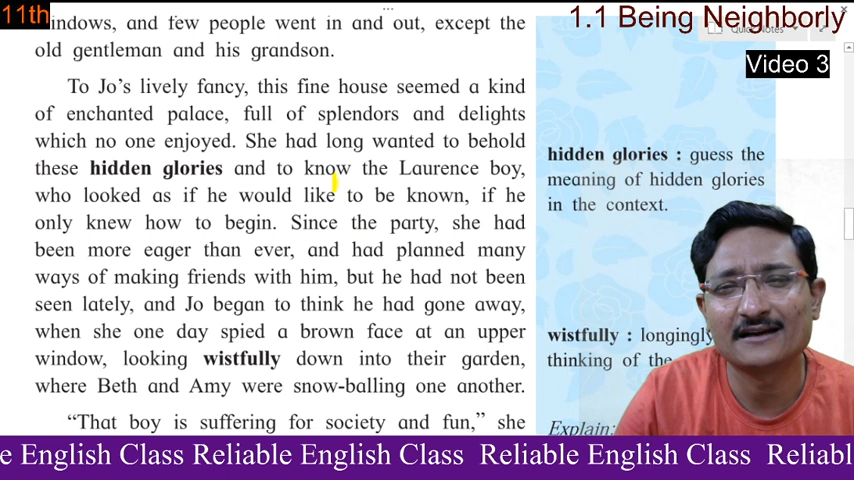 11th
1.1 Being Neighborly
Quick Notes
Video 3
windows, and few people went in and out, except the
old gentleman and his grandson.
To Jo's lively fancy, this fine house seemed a kind
of enchanted palace, full of splendors and delights
which no one enjoyed. She had long wanted to behold
these hidden glories and to know the Laurence boy,
who looked as if he would like to be known, if he
only knew how to begin. Since the party, she had
been more eager than ever, and had planned many
ways of making friends with him, but he had not been
seen lately, and Jo began to think he had gone away,
when she one day spied a brown face at an upper
window, looking wistfully down into their garden,
where Beth and Amy were snow-balling one another.
“That boy is suffering for society and fun,” she
hidden glories : guess the
meaning of hidden glories
in the context.
wistfully : longingly
thinking of the
Explain:
e English Class Reliable English Class Reliable English Class Reliabl